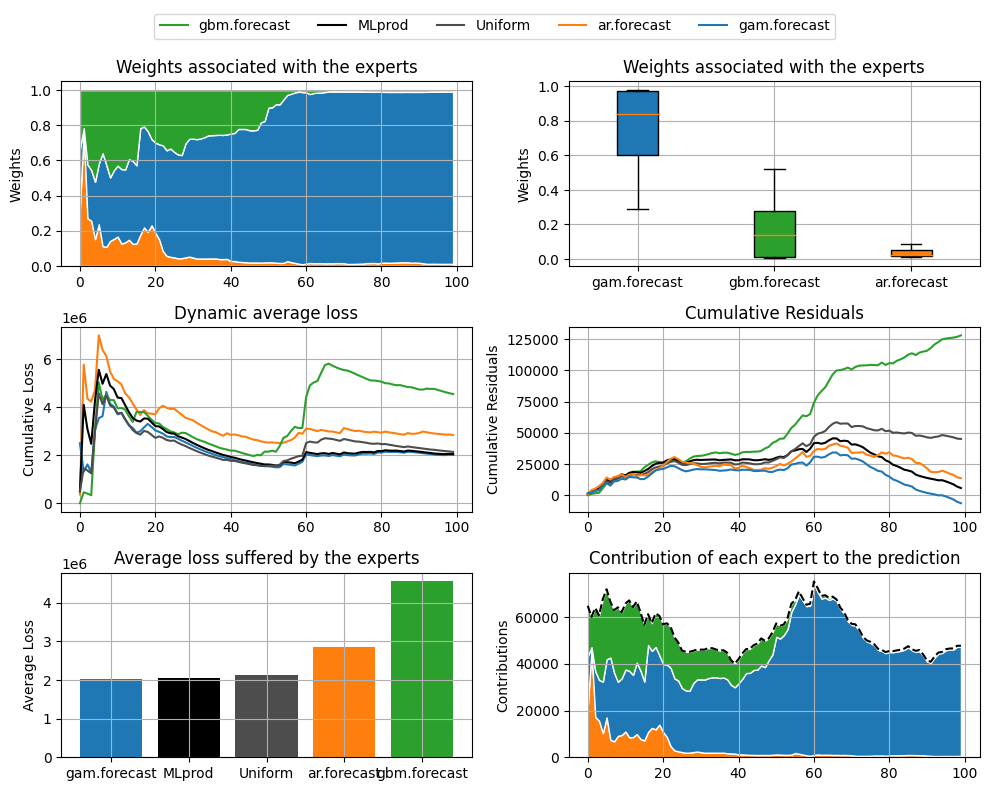 gbm.forecast MLprod Uniform ar.forecast gam.forecast
Weights associated with the experts
Weights
1.0
0.8
0.6
0.4
0.2
0.0
0 20 40 60 80 100
Weights associated with the experts
Weights
1.0
0.8
0.6
0.4
0.2
0.0
gam.forecast gbm.forecast ar.forecast
Dynamic average loss
1e6
Cumulative Loss
6
4
2
0
0 20 40 60 80 100
Cumulative Residuals
Cumulative Residuals
125000
100000
75000
50000
25000
0
0 20 40 60 80 100
Average loss suffered by the experts
1e6
Average Loss
4
3
2
1
0
gam.forecast MLprod Uniform ar.forecast gbm.forecast
Contribution of each expert to the prediction
Contributions
60000
40000
20000
0
0 20 40 60 80 100